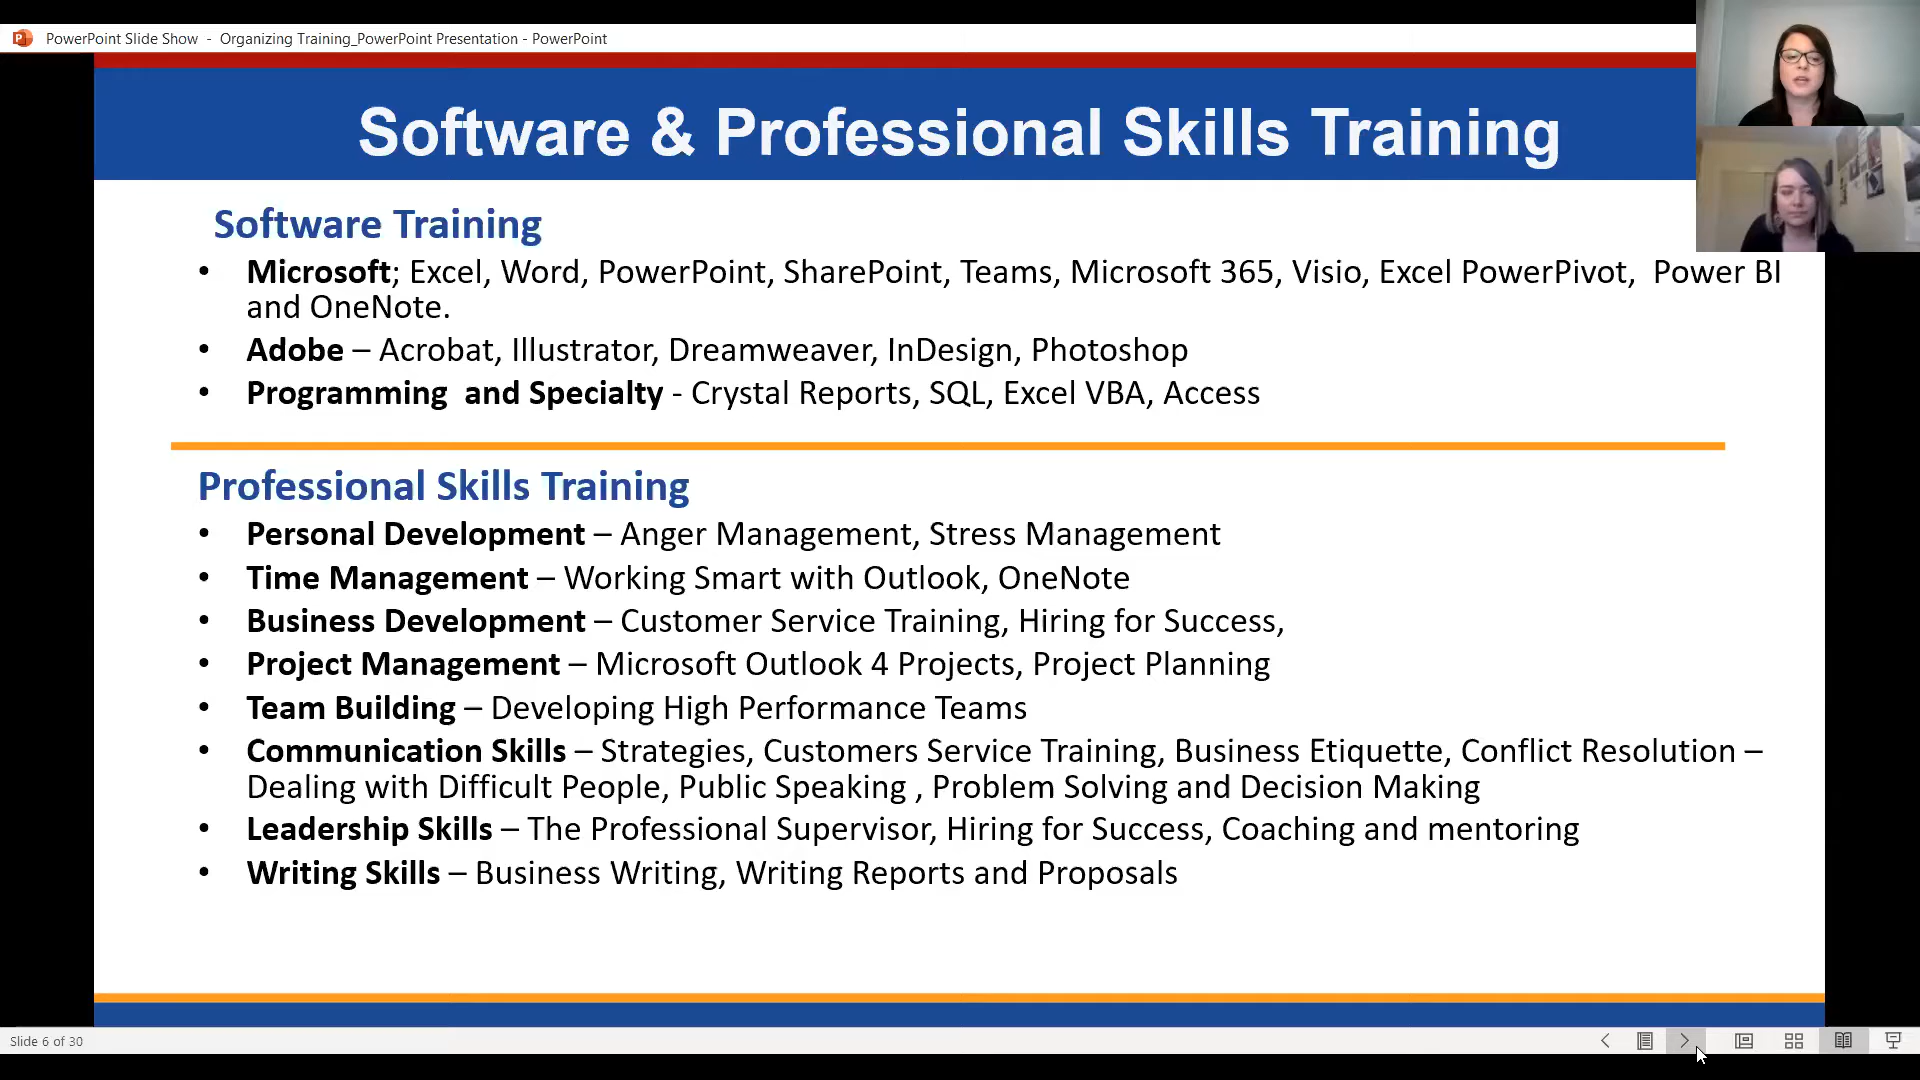 PowerPoint Slide Show - Organizing Training_PowerPoint Presentation - PowerPoint
Software & Professional Skills Training
Software Training
• Microsoft; Excel, Word, PowerPoint, SharePoint, Teams, Microsoft 365, Visio, Excel PowerPivot, Power BI
and OneNote.
• Adobe – Acrobat, Illustrator, Dreamweaver, InDesign, Photoshop
• Programming and Specialty - Crystal Reports, SQL, Excel VBA, Access
Professional Skills Training
• Personal Development – Anger Management, Stress Management
• Time Management – Working Smart with Outlook, OneNote
• Business Development – Customer Service Training, Hiring for Success,
• Project Management – Microsoft Outlook 4 Projects, Project Planning
• Team Building – Developing High Performance Teams
• Communication Skills – Strategies, Customers Service Training, Business Etiquette, Conflict Resolution –
Dealing with Difficult People, Public Speaking , Problem Solving and Decision Making
• Leadership Skills – The Professional Supervisor, Hiring for Success, Coaching and mentoring
• Writing Skills – Business Writing, Writing Reports and Proposals
Slide 6 of 30